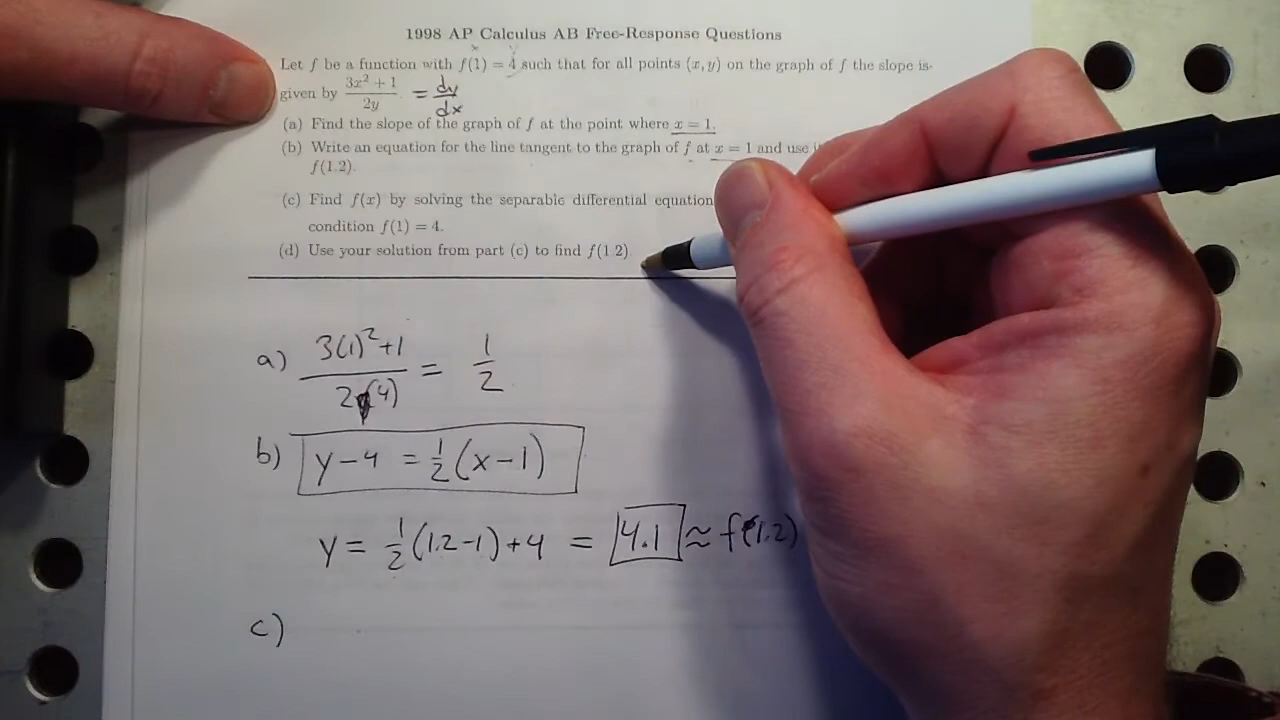 1998 AP Calculus AB Free-Response Questions
x y
Let f be a function with f(1) = 4 such that for all points (x, y) on the graph of f the slope is
given by (3x² + 1)/(2y) = dy/dx
(a) Find the slope of the graph of f at the point where x = 1.
(b) Write an equation for the line tangent to the graph of f at x = 1 and use
f(1.2).
(c) Find f(x) by solving the separable differential equation
condition f(1) = 4.
(d) Use your solution from part (c) to find f(1.2)
a) (3(1)²+1)/(2(4)) = 1/2
b) y-4 = 1/2(x-1)
y = 1/2(1.2-1)+4 = 4.1 ≈ f(1.2)
c)